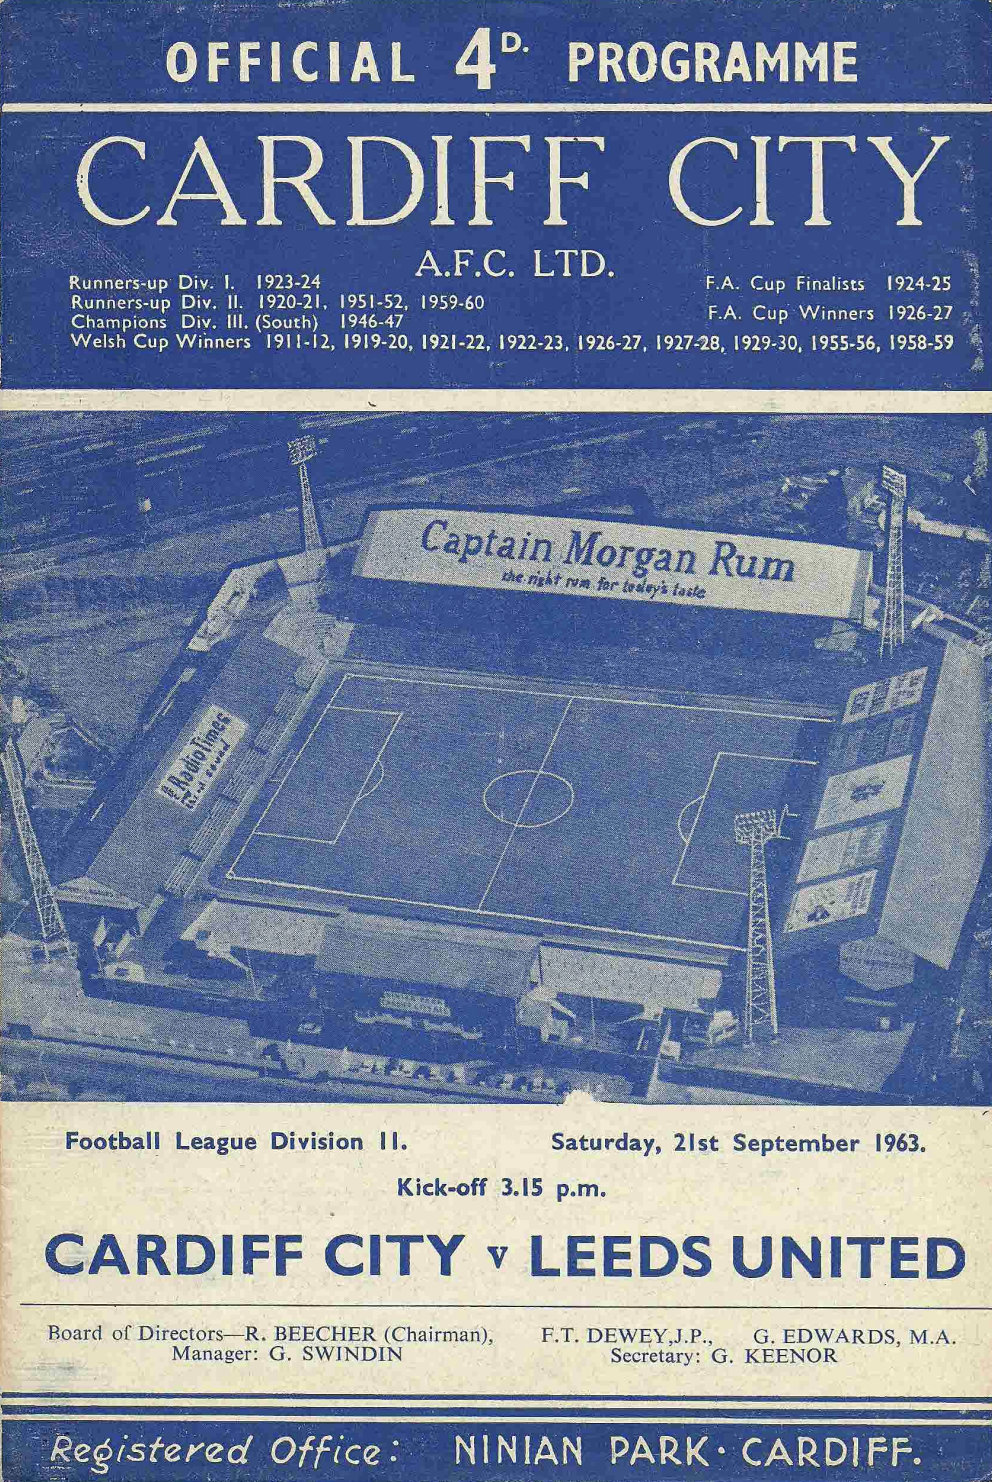 OFFICIAL 4D. PROGRAMME
CARDIFF CITY
A.F.C. LTD.
Runners-up Div. I. 1923-24
Runners-up Div. II. 1920-21, 1951-52, 1959-60
Champions Div. III. (South) 1946-47
F.A. Cup Finalists 1924-25
F.A. Cup Winners 1926-27
Welsh Cup Winners 1911-12, 1919-20, 1921-22, 1922-23, 1926-27, 1927-28, 1929-30, 1955-56, 1958-59
Captain Morgan Rum
the right rum for today's taste
Radio Times
Football League Division II.
Saturday, 21st September 1963.
Kick-off 3.15 p.m.
CARDIFF CITY v LEEDS UNITED
Board of Directors—R. BEECHER (Chairman), F.T. DEWEY,J.P., G. EDWARDS, M.A.
Manager: G. SWINDIN Secretary: G. KEENOR
Registered Office: NINIAN PARK · CARDIFF.